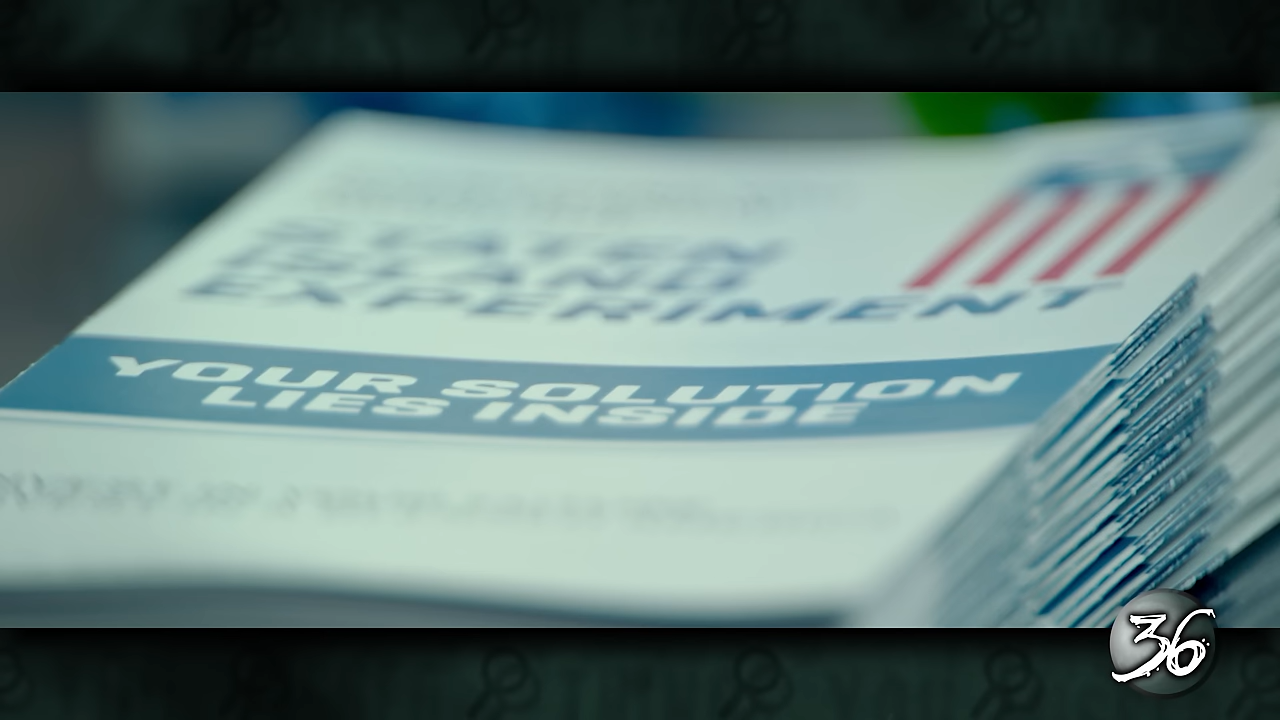 STATEN
ISLAND
EXPERIMENT
YOUR SOLUTION
LIES INSIDE
36